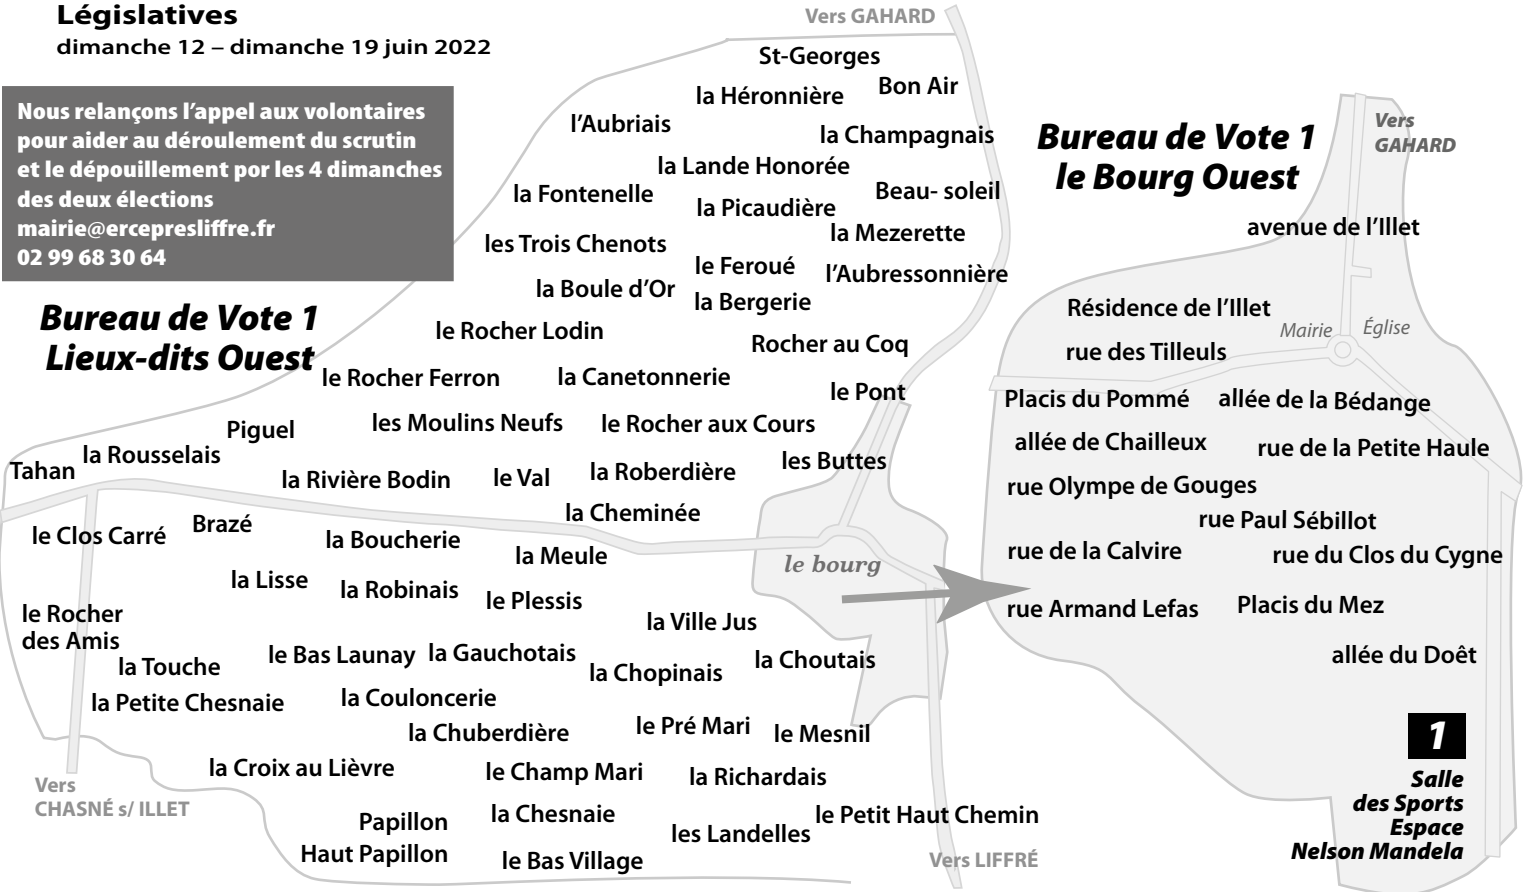 Législatives
dimanche 12 – dimanche 19 juin 2022
Nous relançons l’appel aux volontaires
pour aider au déroulement du scrutin
et le dépouillement por les 4 dimanches
des deux élections
mairie@ercepresliffre.fr
02 99 68 30 64
Bureau de Vote 1
Lieux-dits Ouest
Vers GAHARD
St-Georges
Bon Air
la Héronnière
l’Aubriais
la Champagnais
la Lande Honorée
la Fontenelle
Beau- soleil
la Picaudière
la Mezerette
les Trois Chenots
le Feroué
l’Aubressonnière
la Boule d’Or
la Bergerie
le Rocher Lodin
Rocher au Coq
le Rocher Ferron
la Canetonnerie
le Pont
les Moulins Neufs
le Rocher aux Cours
Piguel
la Rousselais
Tahan
les Buttes
la Roberdière
le Val
la Rivière Bodin
la Cheminée
Brazé
le Clos Carré
la Boucherie
la Meule
le bourg
la Lisse
la Robinais
le Plessis
le Rocher
des Amis
la Ville Jus
le Bas Launay
la Gauchotais
la Choutais
la Touche
la Chopinais
la Petite Chesnaie
la Couloncerie
la Chuberdière
le Pré Mari
le Mesnil
la Croix au Lièvre
le Champ Mari
la Richardais
Vers
CHASNÉ s/ ILLET
la Chesnaie
le Petit Haut Chemin
Papillon
les Landelles
Haut Papillon
le Bas Village
Vers LIFFRÉ
Bureau de Vote 1
le Bourg Ouest
Vers
GAHARD
avenue de l’Illet
Résidence de l’Illet
Mairie
Église
rue des Tilleuls
Placis du Pommé
allée de la Bédange
allée de Chailleux
rue de la Petite Haule
rue Olympe de Gouges
rue Paul Sébillot
rue de la Calvire
rue du Clos du Cygne
rue Armand Lefas
Placis du Mez
allée du Doêt
1
Salle
des Sports
Espace
Nelson Mandela